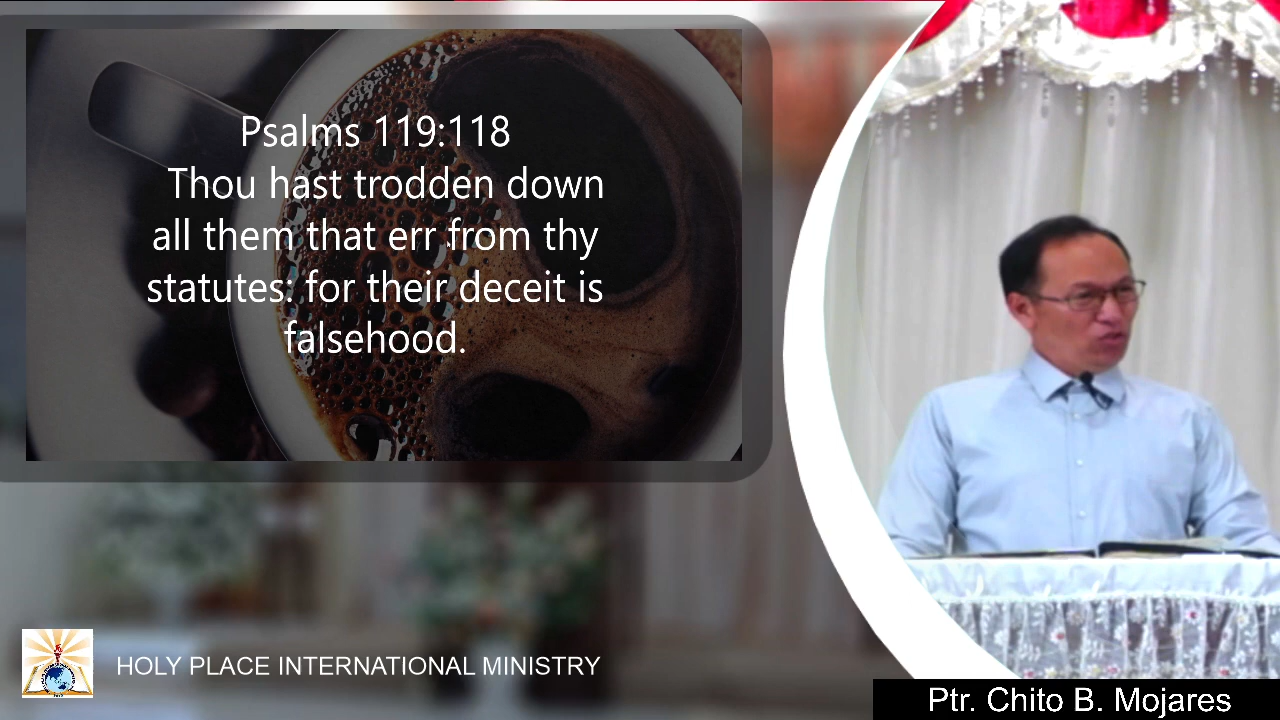 Psalms 119:118
Thou hast trodden down
all them that err from thy
statutes: for their deceit is
falsehood.
HOLY PLACE INTERNATIONAL MINISTRY
Ptr. Chito B. Mojares